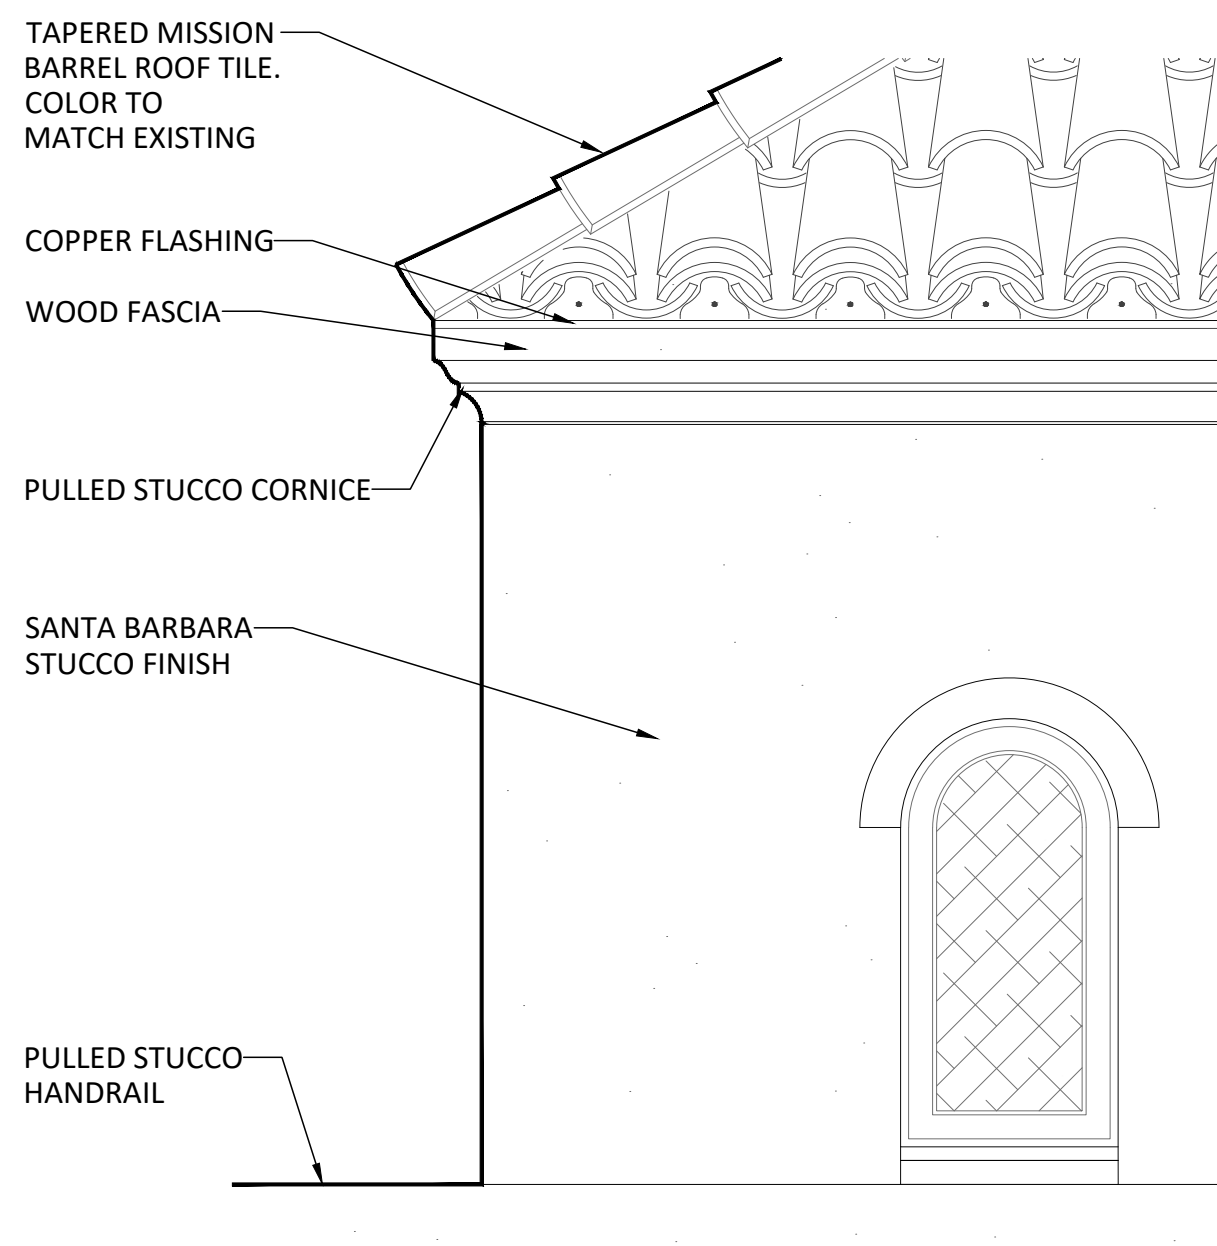 TAPERED MISSION
BARREL ROOF TILE.
COLOR TO
MATCH EXISTING
COPPER FLASHING
WOOD FASCIA
PULLED STUCCO CORNICE
SANTA BARBARA
STUCCO FINISH
PULLED STUCCO
HANDRAIL